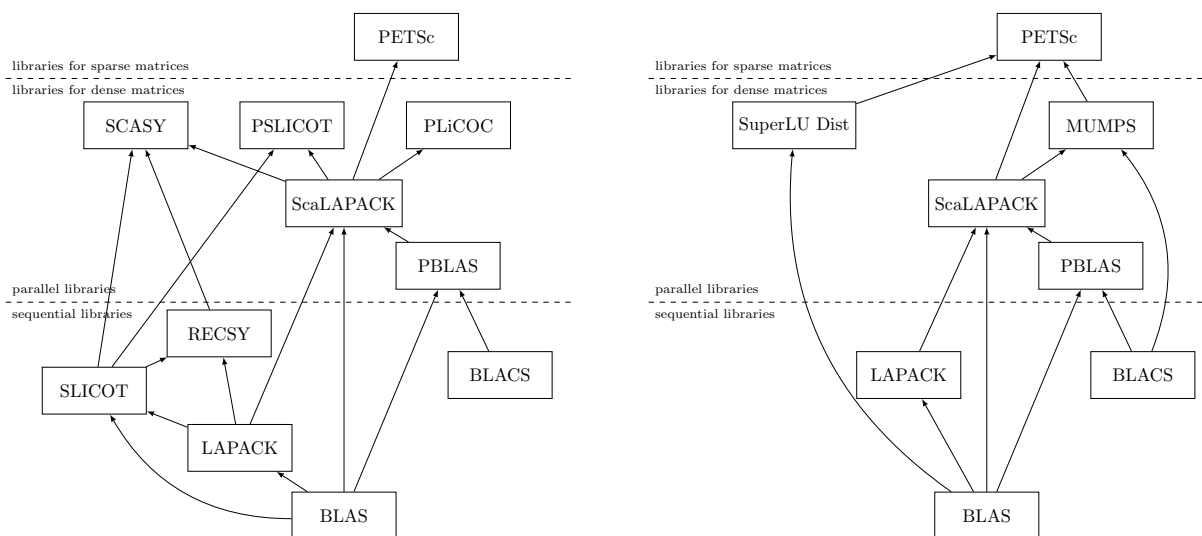 PETSc
libraries for sparse matrices
libraries for dense matrices
SCASY
PSLICOT
PLiCOC
ScaLAPACK
PBLAS
parallel libraries
sequential libraries
RECSY
BLACS
SLICOT
LAPACK
BLAS
PETSc
libraries for sparse matrices
libraries for dense matrices
SuperLU Dist
MUMPS
ScaLAPACK
PBLAS
parallel libraries
sequential libraries
LAPACK
BLACS
BLAS